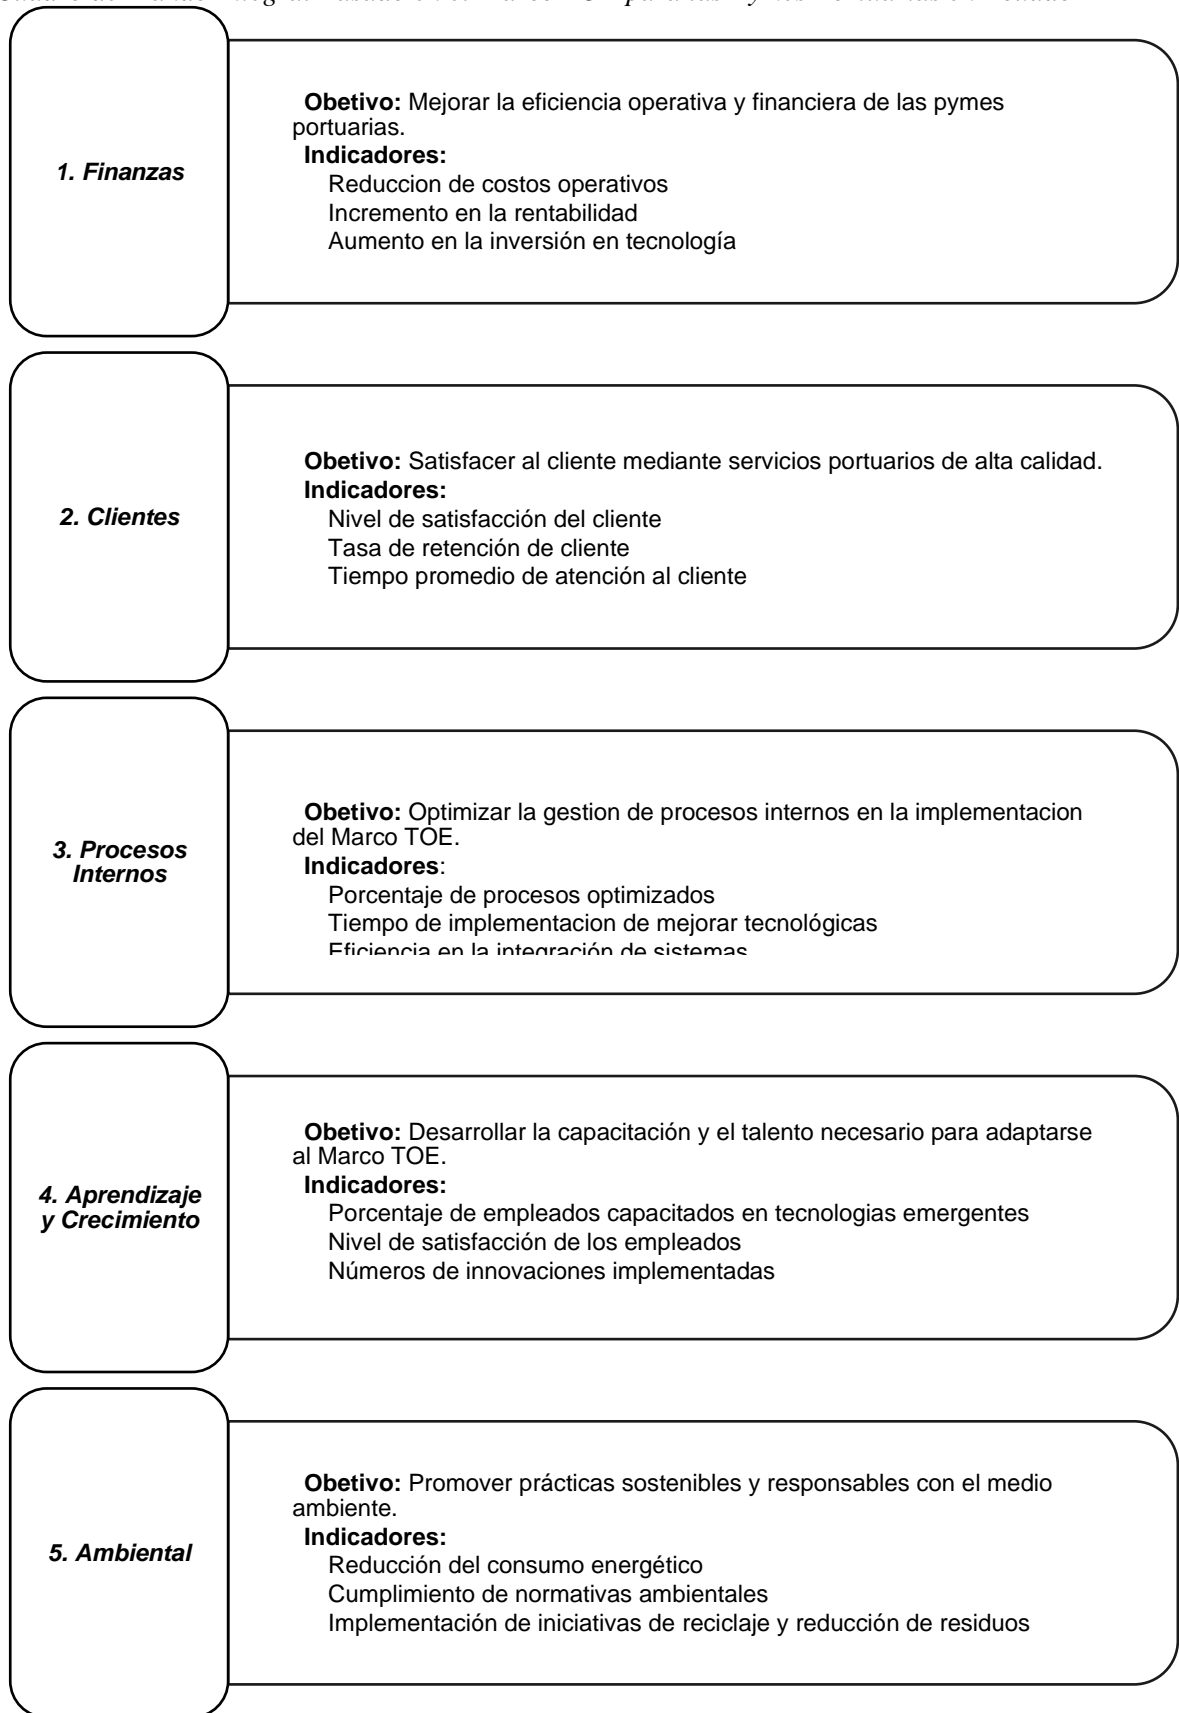 1. Finanzas
Obetivo: Mejorar la eficiencia operativa y financiera de las pymes
portuarias.
Indicadores:
Reduccion de costos operativos
Incremento en la rentabilidad
Aumento en la inversión en tecnología
2. Clientes
Obetivo: Satisfacer al cliente mediante servicios portuarios de alta calidad.
Indicadores:
Nivel de satisfacción del cliente
Tasa de retención de cliente
Tiempo promedio de atención al cliente
3. Procesos
Internos
Obetivo: Optimizar la gestion de procesos internos en la implementacion
del Marco TOE.
Indicadores:
Porcentaje de procesos optimizados
Tiempo de implementacion de mejorar tecnológicas
Eficiencia en la integración de sistemas
4. Aprendizaje
y Crecimiento
Obetivo: Desarrollar la capacitación y el talento necesario para adaptarse
al Marco TOE.
Indicadores:
Porcentaje de empleados capacitados en tecnologias emergentes
Nivel de satisfacción de los empleados
Números de innovaciones implementadas
5. Ambiental
Obetivo: Promover prácticas sostenibles y responsables con el medio
ambiente.
Indicadores:
Reducción del consumo energético
Cumplimiento de normativas ambientales
Implementación de iniciativas de reciclaje y reducción de residuos